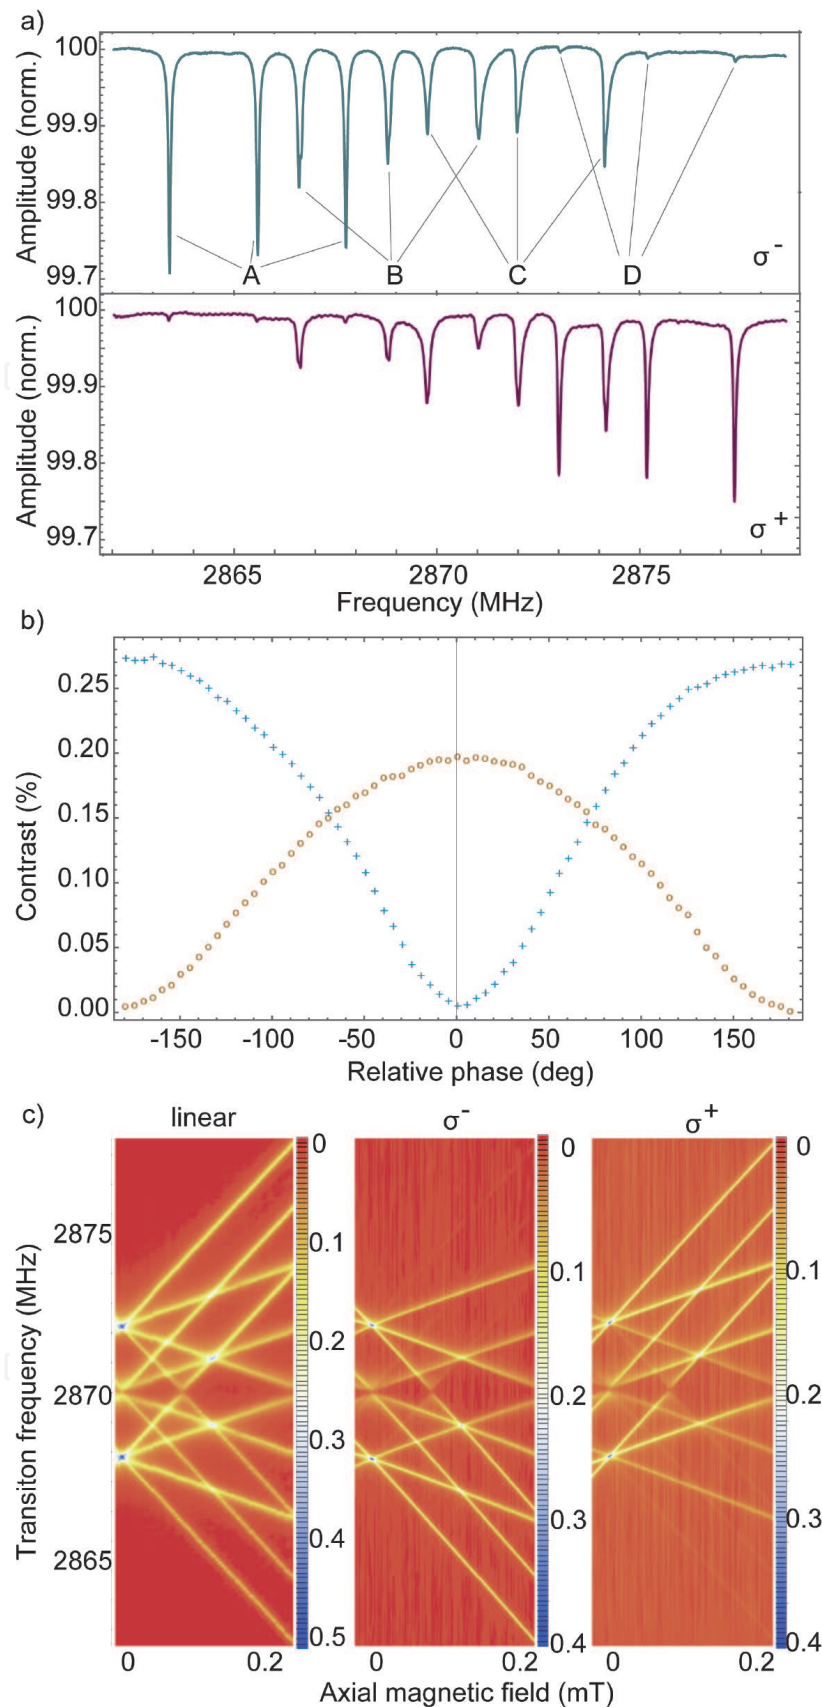 a)
100
99.9
99.8
99.7
Amplitude (norm.)
A
B
C
D
σ-
100
99.9
99.8
99.7
Amplitude (norm.)
σ+
2865
2870
2875
Frequency (MHz)
b)
0.25
0.20
0.15
0.10
0.05
0.00
Contrast (%)
-150
-100
-50
0
50
100
150
Relative phase (deg)
c)
linear
σ-
σ+
2875
2870
2865
Transiton frequency (MHz)
0
0.1
0.2
0.3
0.4
0.5
0
0.1
0.2
0.3
0.4
0
0.1
0.2
0.3
0.4
0
0.2
0
0.2
0
0.2
Axial magnetic field (mT)